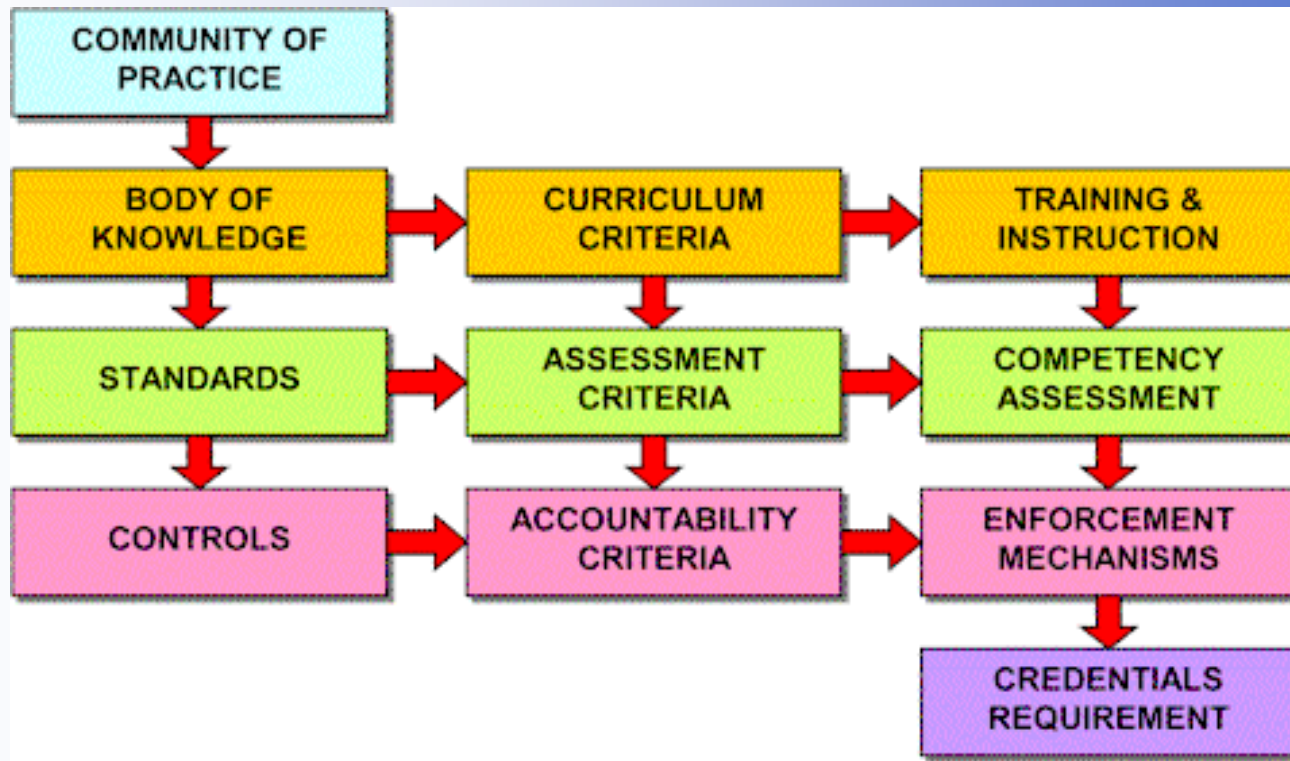 COMMUNITY OF
PRACTICE
BODY OF
KNOWLEDGE
CURRICULUM
CRITERIA
TRAINING &
INSTRUCTION
STANDARDS
ASSESSMENT
CRITERIA
COMPETENCY
ASSESSMENT
CONTROLS
ACCOUNTABILITY
CRITERIA
ENFORCEMENT
MECHANISMS
CREDENTIALS
REQUIREMENT